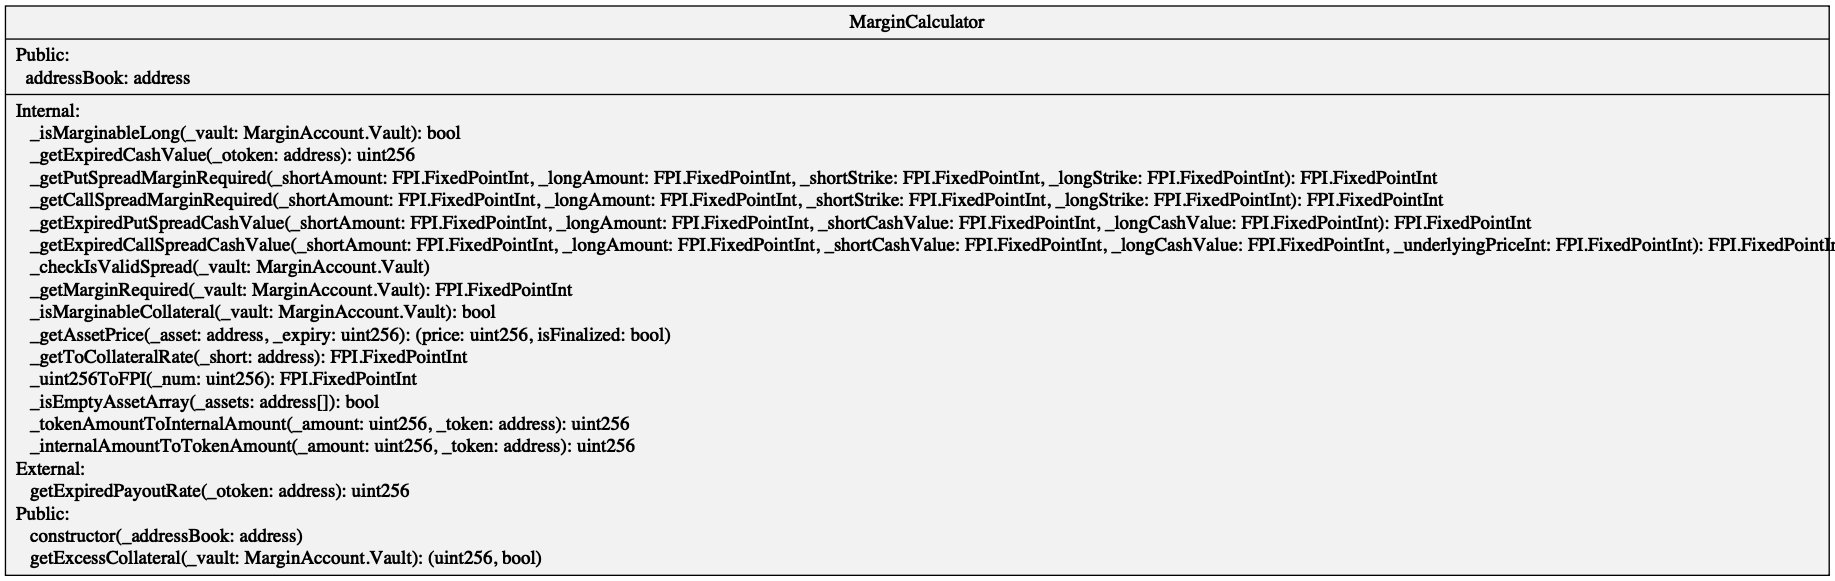 MarginCalculator
Public:
addressBook: address
Internal:
_isMarginableLong(_vault: MarginAccount.Vault): bool
_getExpiredCashValue(_otoken: address): uint256
_getPutSpreadMarginRequired(_shortAmount: FPI.FixedPointInt, _longAmount: FPI.FixedPointInt, _shortStrike: FPI.FixedPointInt, _longStrike: FPI.FixedPointInt): FPI.FixedPointInt
_getCallSpreadMarginRequired(_shortAmount: FPI.FixedPointInt, _longAmount: FPI.FixedPointInt, _shortStrike: FPI.FixedPointInt, _longStrike: FPI.FixedPointInt): FPI.FixedPointInt
_getExpiredPutSpreadCashValue(_shortAmount: FPI.FixedPointInt, _longAmount: FPI.FixedPointInt, _shortCashValue: FPI.FixedPointInt, _longCashValue: FPI.FixedPointInt): FPI.FixedPointInt
_getExpiredCallSpreadCashValue(_shortAmount: FPI.FixedPointInt, _longAmount: FPI.FixedPointInt, _shortCashValue: FPI.FixedPointInt, _longCashValue: FPI.FixedPointInt, _underlyingPriceInt: FPI.FixedPointInt): FPI.FixedPointIn
_checkIsValidSpread(_vault: MarginAccount.Vault)
_getMarginRequired(_vault: MarginAccount.Vault): FPI.FixedPointInt
_isMarginableCollateral(_vault: MarginAccount.Vault): bool
_getAssetPrice(_asset: address, _expiry: uint256): (price: uint256, isFinalized: bool)
_getToCollateralRate(_short: address): FPI.FixedPointInt
_uint256ToFPI(_num: uint256): FPI.FixedPointInt
_isEmptyAssetArray(_assets: address[]): bool
_tokenAmountToInternalAmount(_amount: uint256, _token: address): uint256
_internalAmountToTokenAmount(_amount: uint256, _token: address): uint256
External:
getExpiredPayoutRate(_otoken: address): uint256
Public:
constructor(_addressBook: address)
getExcessCollateral(_vault: MarginAccount.Vault): (uint256, bool)